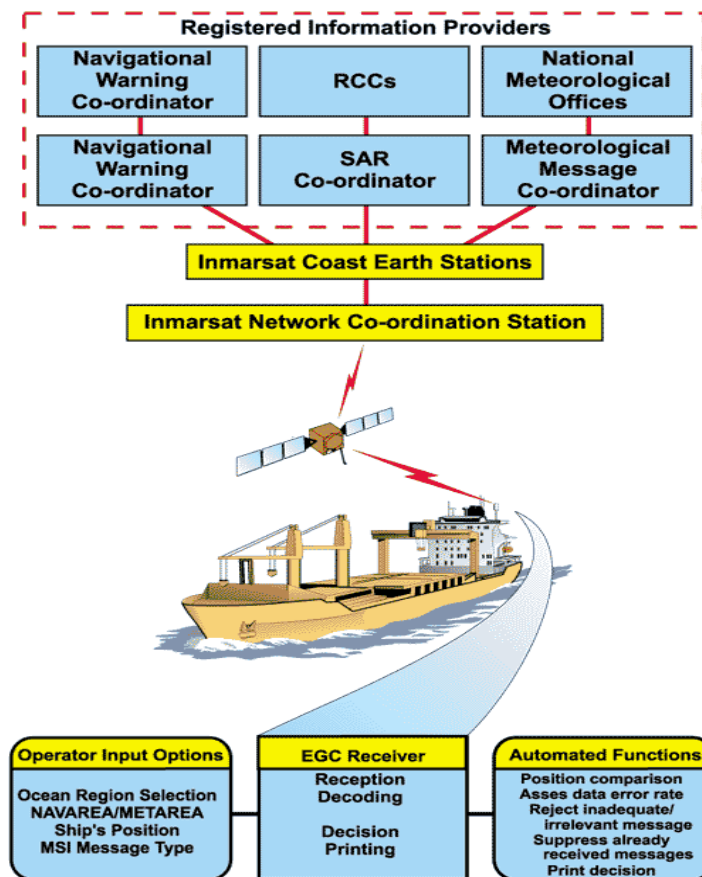 Registered Information Providers
Navigational
Warning
Co-ordinator
RCCs
National
Meteorological
Offices
Navigational
Warning
Co-ordinator
SAR
Co-ordinator
Meteorological
Message
Co-ordinator
Inmarsat Coast Earth Stations
Inmarsat Network Co-ordination Station
Operator Input Options
Ocean Region Selection
NAVAREA/METAREA
Ship's Position
MSI Message Type
EGC Receiver
Reception
Decoding
Decision
Printing
Automated Functions
Position comparison
Asses data error rate
Reject inadequate/
irrelevant message
Suppress already
received messages
Print decision